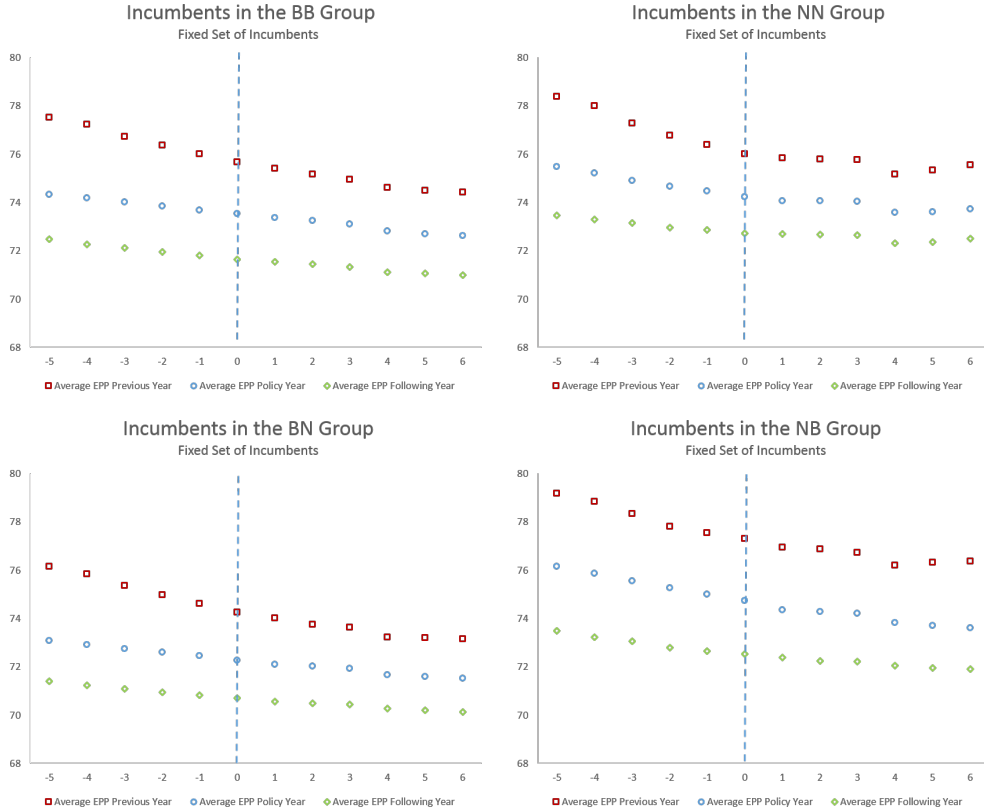 Incumbents in the BB Group
Fixed Set of Incumbents
80
78
76
74
72
70
68
-5 -4 -3 -2 -1 0 1 2 3 4 5 6
Average EPP Previous Year Average EPP Policy Year Average EPP Following Year
Incumbents in the NN Group
Fixed Set of Incumbents
80
78
76
74
72
70
68
-5 -4 -3 -2 -1 0 1 2 3 4 5 6
Average EPP Previous Year Average EPP Policy Year Average EPP Following Year
Incumbents in the BN Group
Fixed Set of Incumbents
80
78
76
74
72
70
68
-5 -4 -3 -2 -1 0 1 2 3 4 5 6
Average EPP Previous Year Average EPP Policy Year Average EPP Following Year
Incumbents in the NB Group
Fixed Set of Incumbents
80
78
76
74
72
70
68
-5 -4 -3 -2 -1 0 1 2 3 4 5 6
Average EPP Previous Year Average EPP Policy Year Average EPP Following Year